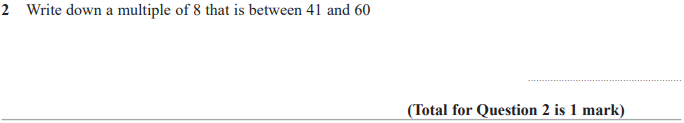 2 Write down a multiple of 8 that is between 41 and 60
(Total for Question 2 is 1 mark)